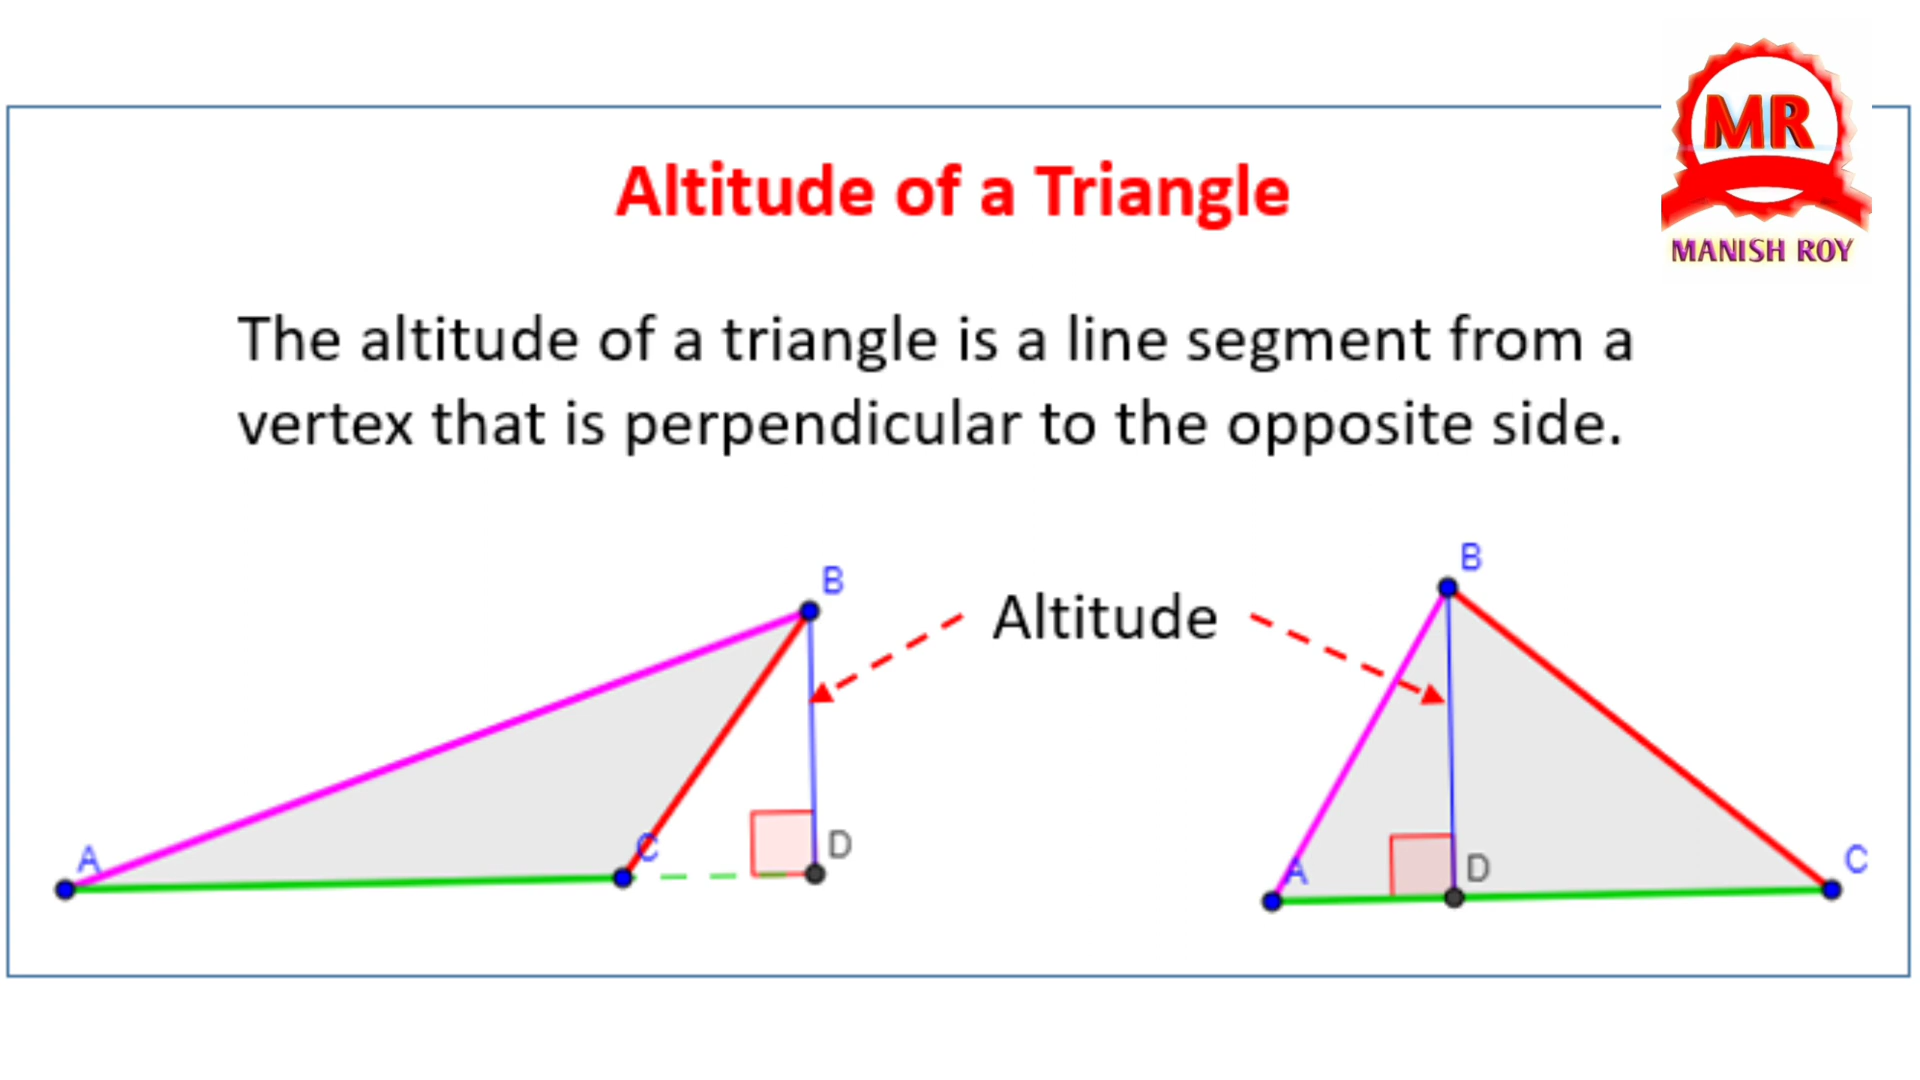 MR
MANISH ROY
Altitude of a Triangle
The altitude of a triangle is a line segment from a
vertex that is perpendicular to the opposite side.
B
Altitude
B
A
C
D
A
D
C